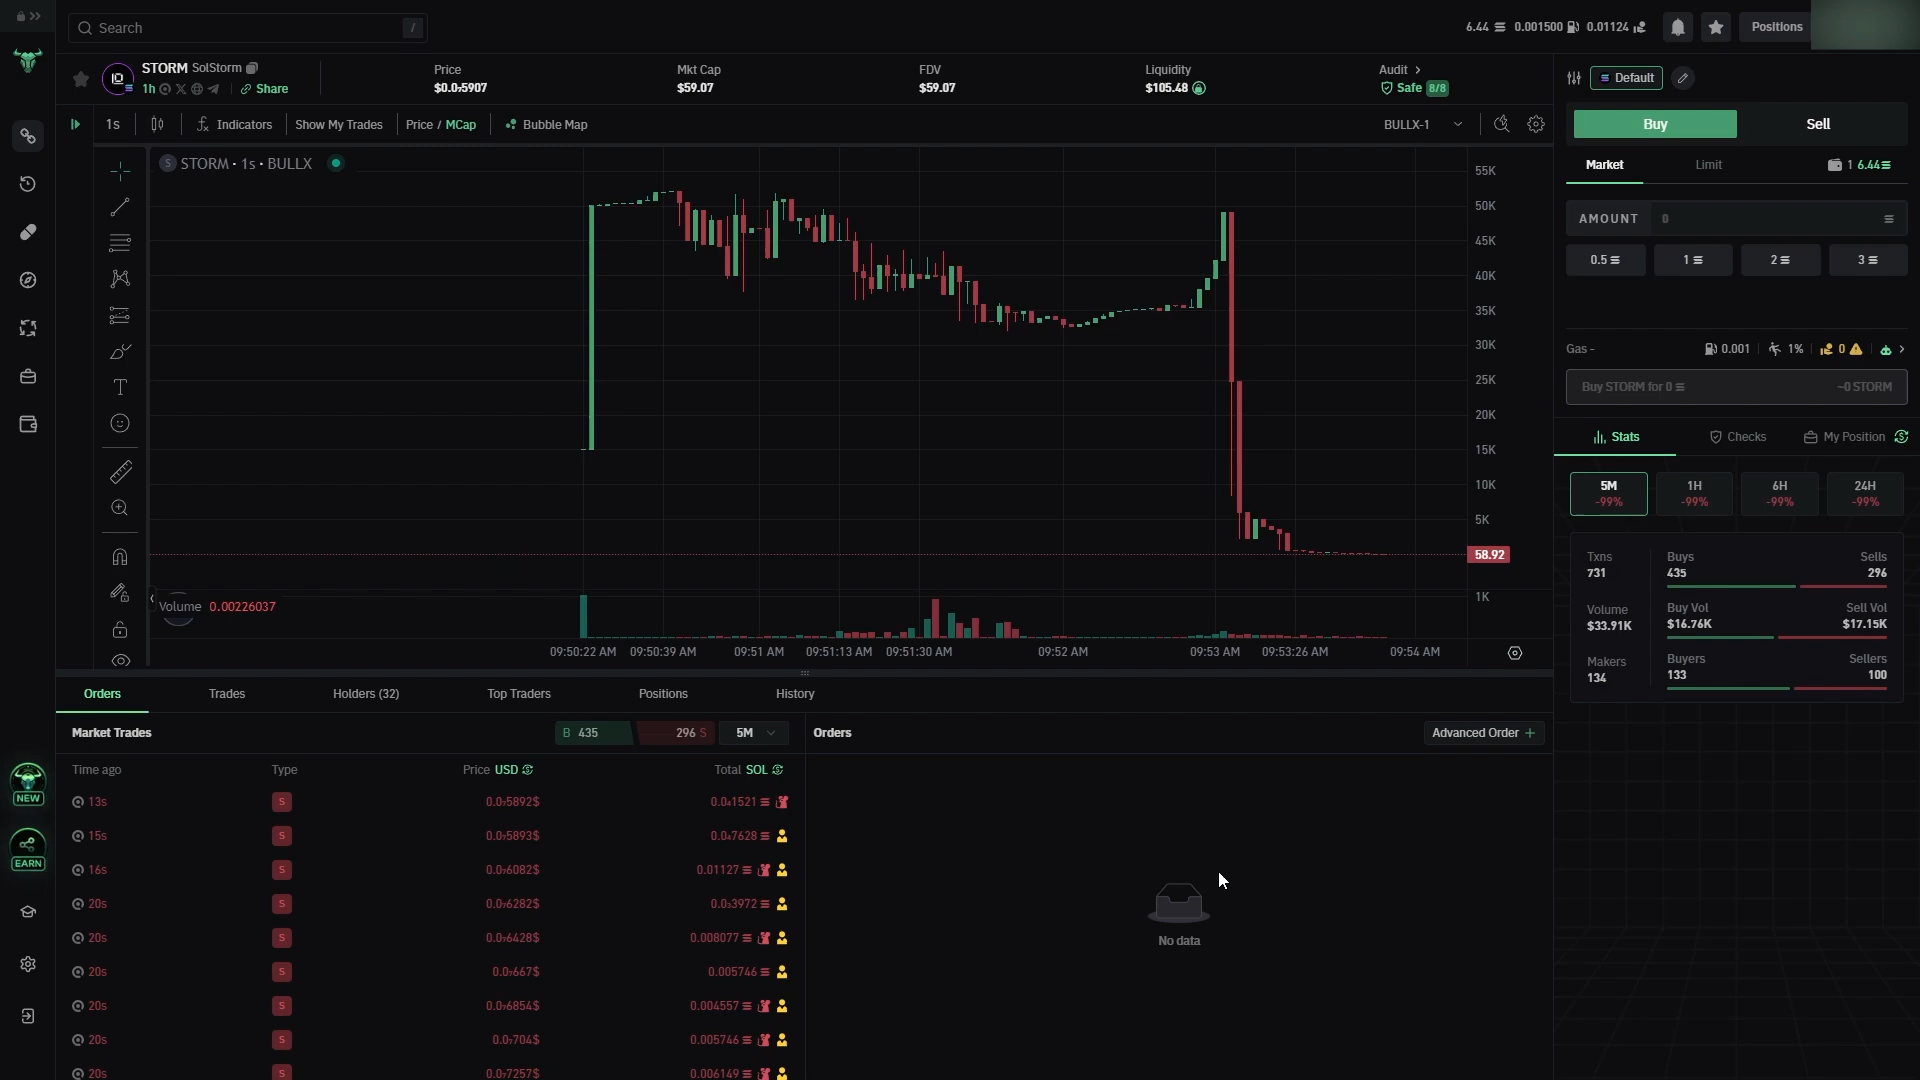 Search
/
6.44
0.001500
0.01124
Positions
STORM SolStorm
1h
Share
Price
$0.0₇5907
Mkt Cap
$59.07
FDV
$59.07
Liquidity
$105.48
Audit
Safe 8/8
Default
1s
Indicators
Show My Trades
Price / MCap
Bubble Map
BULLX-1
Buy
Sell
Market
Limit
1 6.44
AMOUNT 0
0.5
1
2
3
Gas -
0.001
1%
0
Buy STORM for 0
~0 STORM
S STORM · 1s · BULLX
55K
50K
45K
40K
35K
30K
25K
20K
15K
10K
5K
58.92
1K
Volume 0.00226037
09:50:22 AM
09:50:39 AM
09:51 AM
09:51:13 AM
09:51:30 AM
09:52 AM
09:53 AM
09:53:26 AM
09:54 AM
Stats
Checks
My Position
5M
-99%
1H
-99%
6H
-99%
24H
-99%
Txns
731
Buys
435
Sells
296
Volume
$33.91K
Buy Vol
$16.76K
Sell Vol
$17.15K
Makers
134
Buyers
133
Sellers
100
Orders
Trades
Holders (32)
Top Traders
Positions
History
Market Trades
B 435
296 S
5M
Orders
Advanced Order +
Time ago
Type
Price USD
Total SOL
13s S 0.0₇5892$ 0.0₄1521
15s S 0.0₇5893$ 0.0₄7628
16s S 0.0₇6082$ 0.01127
20s S 0.0₇6282$ 0.0₃3972
20s S 0.0₇6428$ 0.008077
20s S 0.0₇667$ 0.005746
20s S 0.0₇6854$ 0.004557
20s S 0.0₇704$ 0.005746
20s S 0.0₇7257$ 0.006149
No data
NEW
EARN